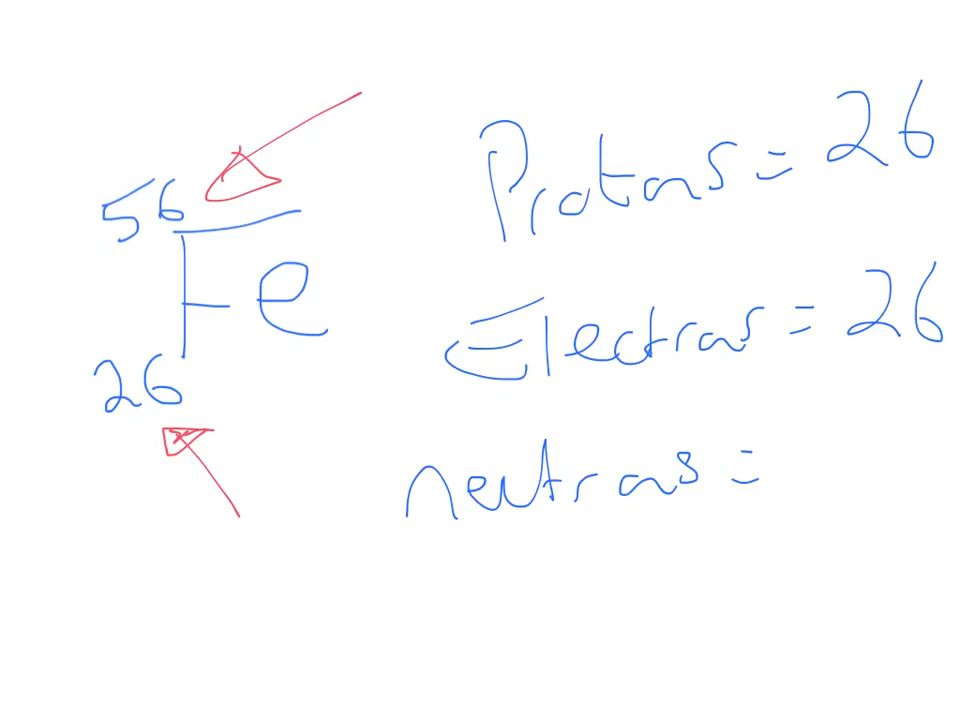 56
Fe
26
Protons = 26
Electrons = 26
neutrons =